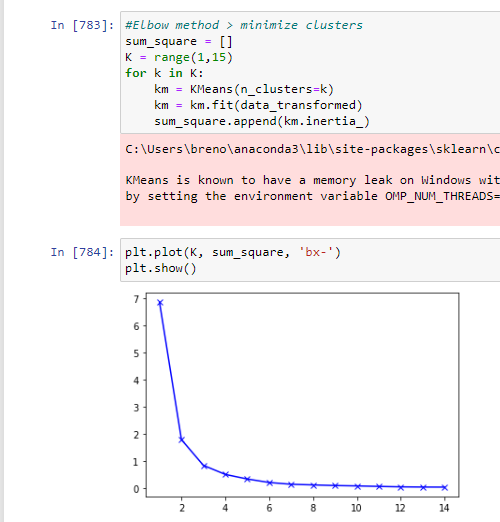 In [783]: #Elbow method > minimize clusters
sum_square = []
K = range(1,15)
for k in K:
    km = KMeans(n_clusters=k)
    km = km.fit(data_transformed)
    sum_square.append(km.inertia_)
C:\Users\breno\anaconda3\lib\site-packages\sklearn\c
KMeans is known to have a memory leak on Windows wit
by setting the environment variable OMP_NUM_THREADS=
In [784]: plt.plot(K, sum_square, 'bx-')
plt.show()
7
6
5
4
3
2
1
0
2 4 6 8 10 12 14